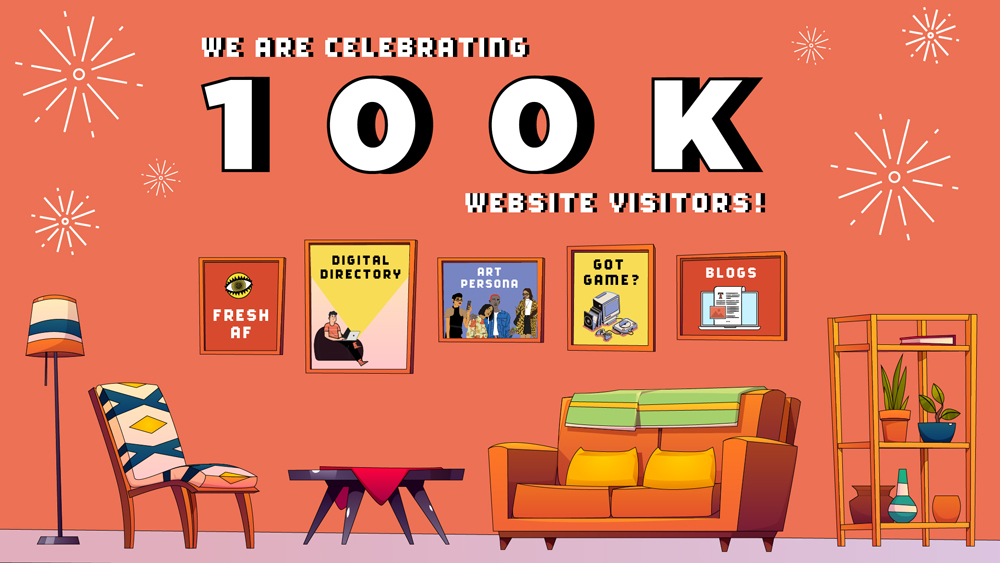 WE ARE CELEBRATING
100K
WEBSITE VISITORS!
FRESH
AF
DIGITAL
DIRECTORY
ART
PERSONA
GOT
GAME?
BLOGS
T